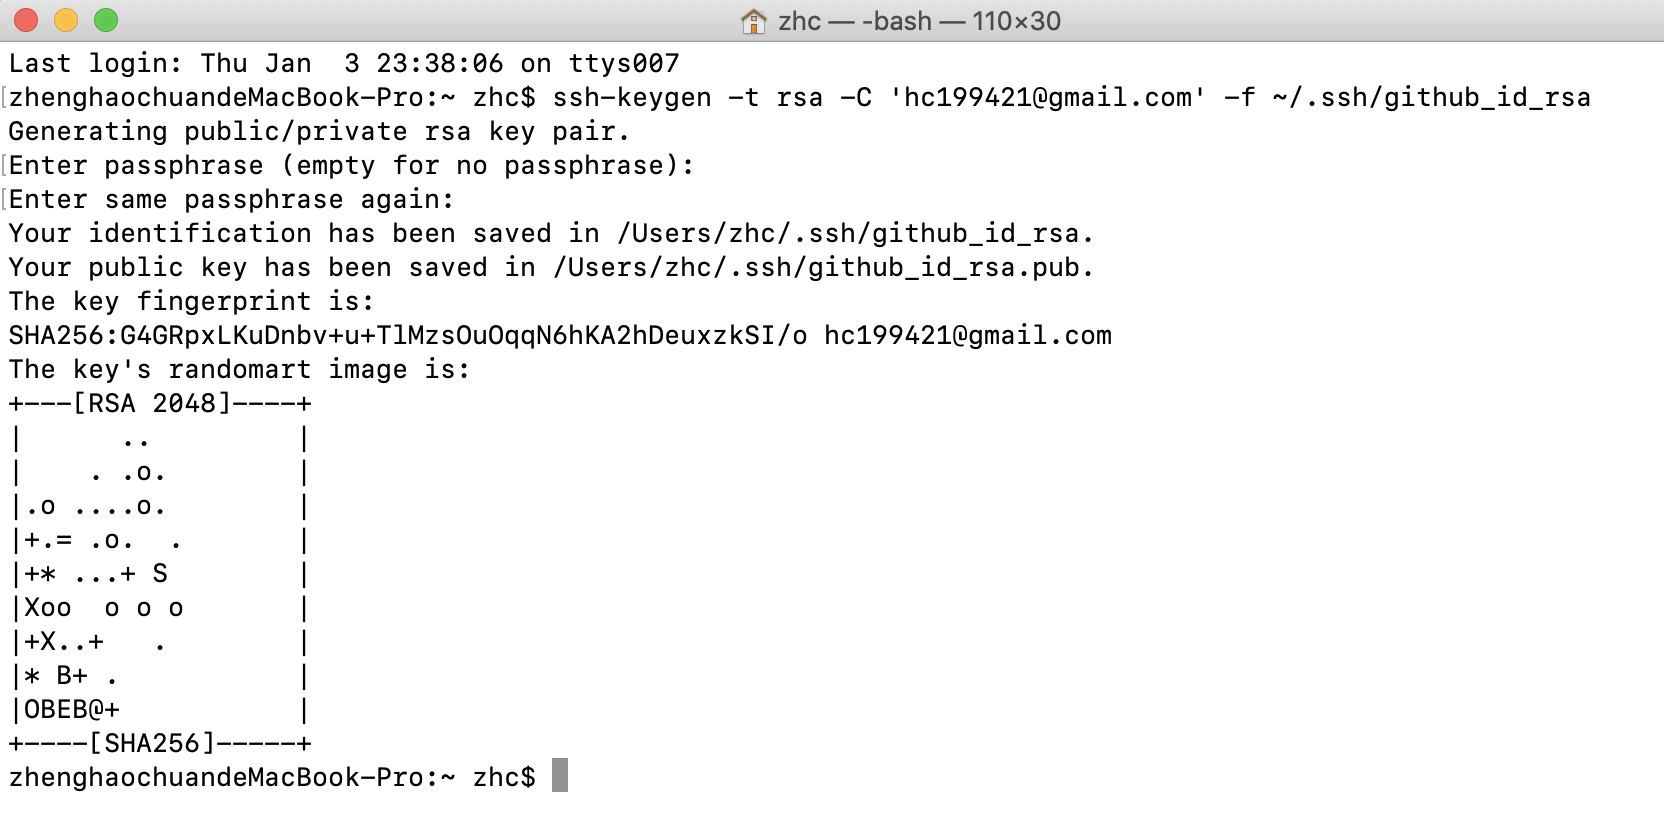 zhc — -bash — 110×30
Last login: Thu Jan  3 23:38:06 on ttys007
[zhenghaochuandeMacBook-Pro:~ zhc$ ssh-keygen -t rsa -C 'hc199421@gmail.com' -f ~/.ssh/github_id_rsa
Generating public/private rsa key pair.
[Enter passphrase (empty for no passphrase):
[Enter same passphrase again:
Your identification has been saved in /Users/zhc/.ssh/github_id_rsa.
Your public key has been saved in /Users/zhc/.ssh/github_id_rsa.pub.
The key fingerprint is:
SHA256:G4GRpxLKuDnbv+u+TlMzsOuOqqN6hKA2hDeuxzkSI/o hc199421@gmail.com
The key's randomart image is:
+---[RSA 2048]----+
|      ..         |
|    . .o.        |
|.o ....o.        |
|+.= .o.  .       |
|+* ...+ S        |
|Xoo  o o o       |
|+X..+   .        |
|* B+ .           |
|OBEB@+           |
+----[SHA256]-----+
zhenghaochuandeMacBook-Pro:~ zhc$